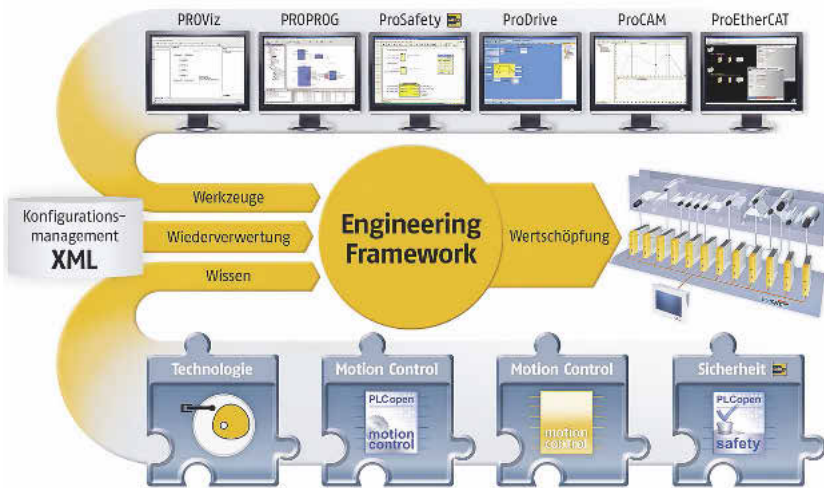 PROViz
PROPROG
ProSafety
ProDrive
ProCAM
ProEtherCAT
Werkzeuge
Konfigurations-
management
XML
Wiederverwertung
Wissen
Engineering
Framework
Wertschöpfung
Technologie
Motion Control
PLCopen
motion
control
Motion Control
motion
control
Sicherheit
PLCopen
safety